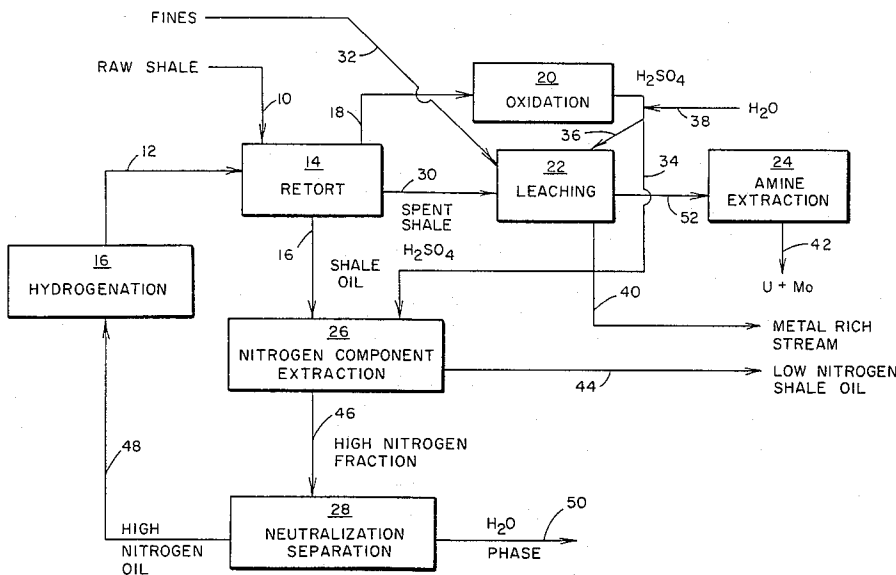 FINES
32
RAW SHALE
10
18
20
OXIDATION
H2SO4
H2O
38
36
34
12
14
RETORT
30
SPENT
SHALE
22
LEACHING
52
24
AMINE
EXTRACTION
42
U + Mo
16
HYDROGENATION
16
SHALE
OIL
H2SO4
40
METAL RICH
STREAM
26
NITROGEN COMPONENT
EXTRACTION
44
LOW NITROGEN
SHALE OIL
46
HIGH NITROGEN
FRACTION
48
HIGH
NITROGEN
OIL
28
NEUTRALIZATION
SEPARATION
H2O
PHASE
50